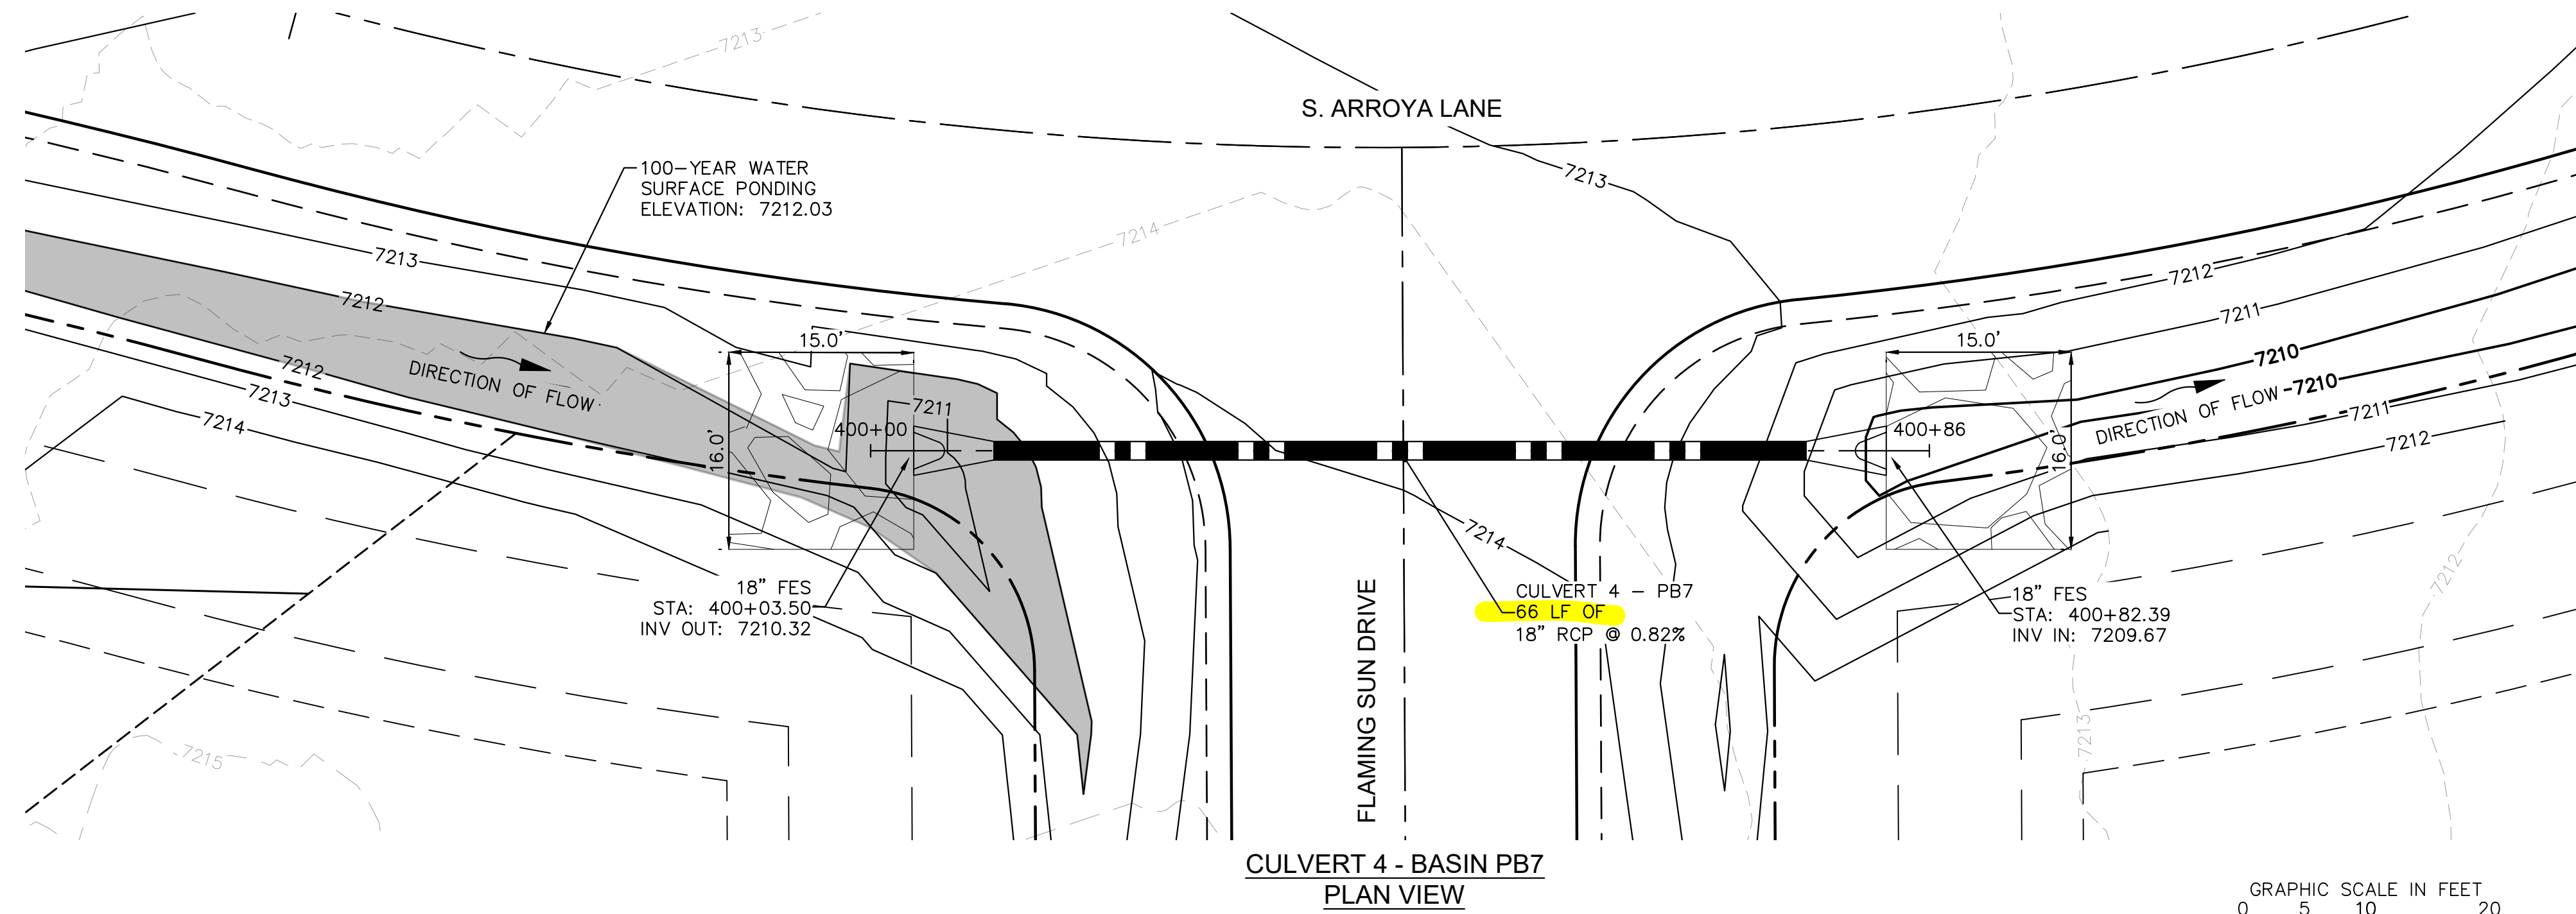 7213
S. ARROYA LANE
100-YEAR WATER
SURFACE PONDING
ELEVATION: 7212.03
7213
7214
7213
7212
7212
7213
7214
DIRECTION OF FLOW
15.0'
16.0'
7211
400+00
7212
7211
7210
7210
7211
7212
15.0'
16.0'
400+86
DIRECTION OF FLOW
7214
18" FES
STA: 400+03.50
INV OUT: 7210.32
FLAMING SUN DRIVE
CULVERT 4 - PB7
66 LF OF
18" RCP @ 0.82%
18" FES
STA: 400+82.39
INV IN: 7209.67
7212
7213
7215
CULVERT 4 - BASIN PB7
PLAN VIEW
GRAPHIC SCALE IN FEET
0 5 10 20